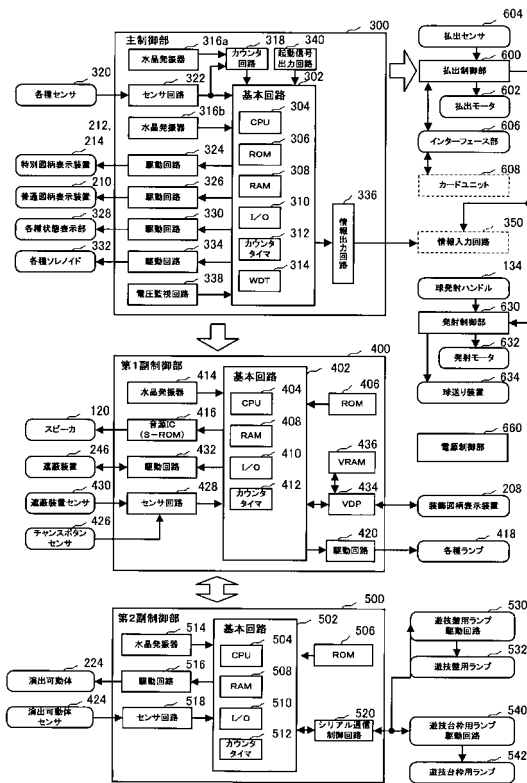 300
主制御部
316a
318
340
水晶発振器
カウンタ
回路
起動信号
出力回路
320
322
302
各種センサ
センサ回路
基本回路
212,
316b
304
214
水晶発振器
CPU
324
306
特別図柄表示装置
駆動回路
ROM
210
326
308
普通図柄表示装置
駆動回路
RAM
328
330
310
336
各種状態表示部
駆動回路
I/O
332
334
312
各種ソレノイド
駆動回路
カウンタ
タイマ
情報出力回路
338
314
電圧監視回路
WDT
604
払出センサ
600
払出制御部
602
払出モータ
606
インターフェース部
608
カードユニット
350
情報入力回路
134
球発射ハンドル
630
発射制御部
632
発射モータ
634
球送り装置
660
電源制御部
400
第1副制御部
402
414
基本回路
404
406
水晶発振器
CPU
ROM
120
416
408
スピーカ
音源IC
(S-ROM)
RAM
436
246
432
410
VRAM
遮蔽装置
駆動回路
I/O
430
428
412
434
208
遮蔽装置センサ
センサ回路
カウンタ
タイマ
VDP
装飾図柄表示装置
426
420
418
チャンスボタン
センサ
駆動回路
各種ランプ
500
第2副制御部
502
514
基本回路
504
506
水晶発振器
CPU
ROM
224
516
508
演出可動体
駆動回路
RAM
424
518
510
520
演出可動体
センサ
センサ回路
I/O
シリアル通信
制御回路
512
カウンタ
タイマ
530
遊技盤用ランプ
駆動回路
532
遊技盤用ランプ
540
遊技台枠用ランプ
駆動回路
542
遊技台枠用ランプ